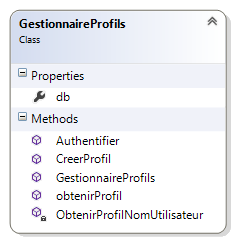 GestionnaireProfils
Class
Properties
db
Methods
Authentifier
CreerProfil
GestionnaireProfils
obtenirProfil
ObtenirProfilNomUtilisateur